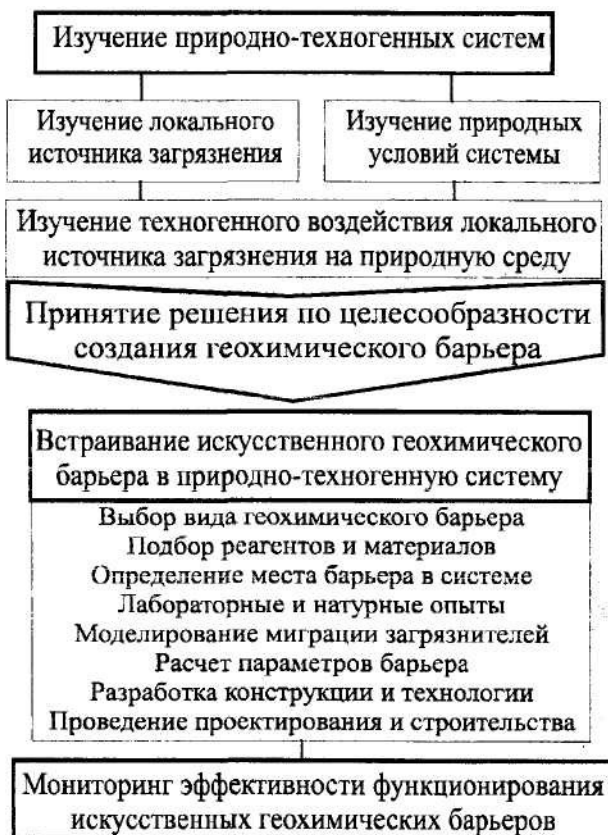 Изучение природно-техногенных систем
Изучение локального
источника загрязнения
Изучение природных
условий системы
Изучение техногенного воздействия локального
источника загрязнения на природную среду
Принятие решения по целесообразности
создания геохимического барьера
Встраивание искусственного геохимического
барьера в природно-техногенную систему
Выбор вида геохимического барьера
Подбор реагентов и материалов
Определение места барьера в системе
Лабораторные и натурные опыты
Моделирование миграции загрязнителей
Расчет параметров барьера
Разработка конструкции и технологии
Проведение проектирования и строительства
Мониторинг эффективности функционирования
искусственных геохимических барьеров